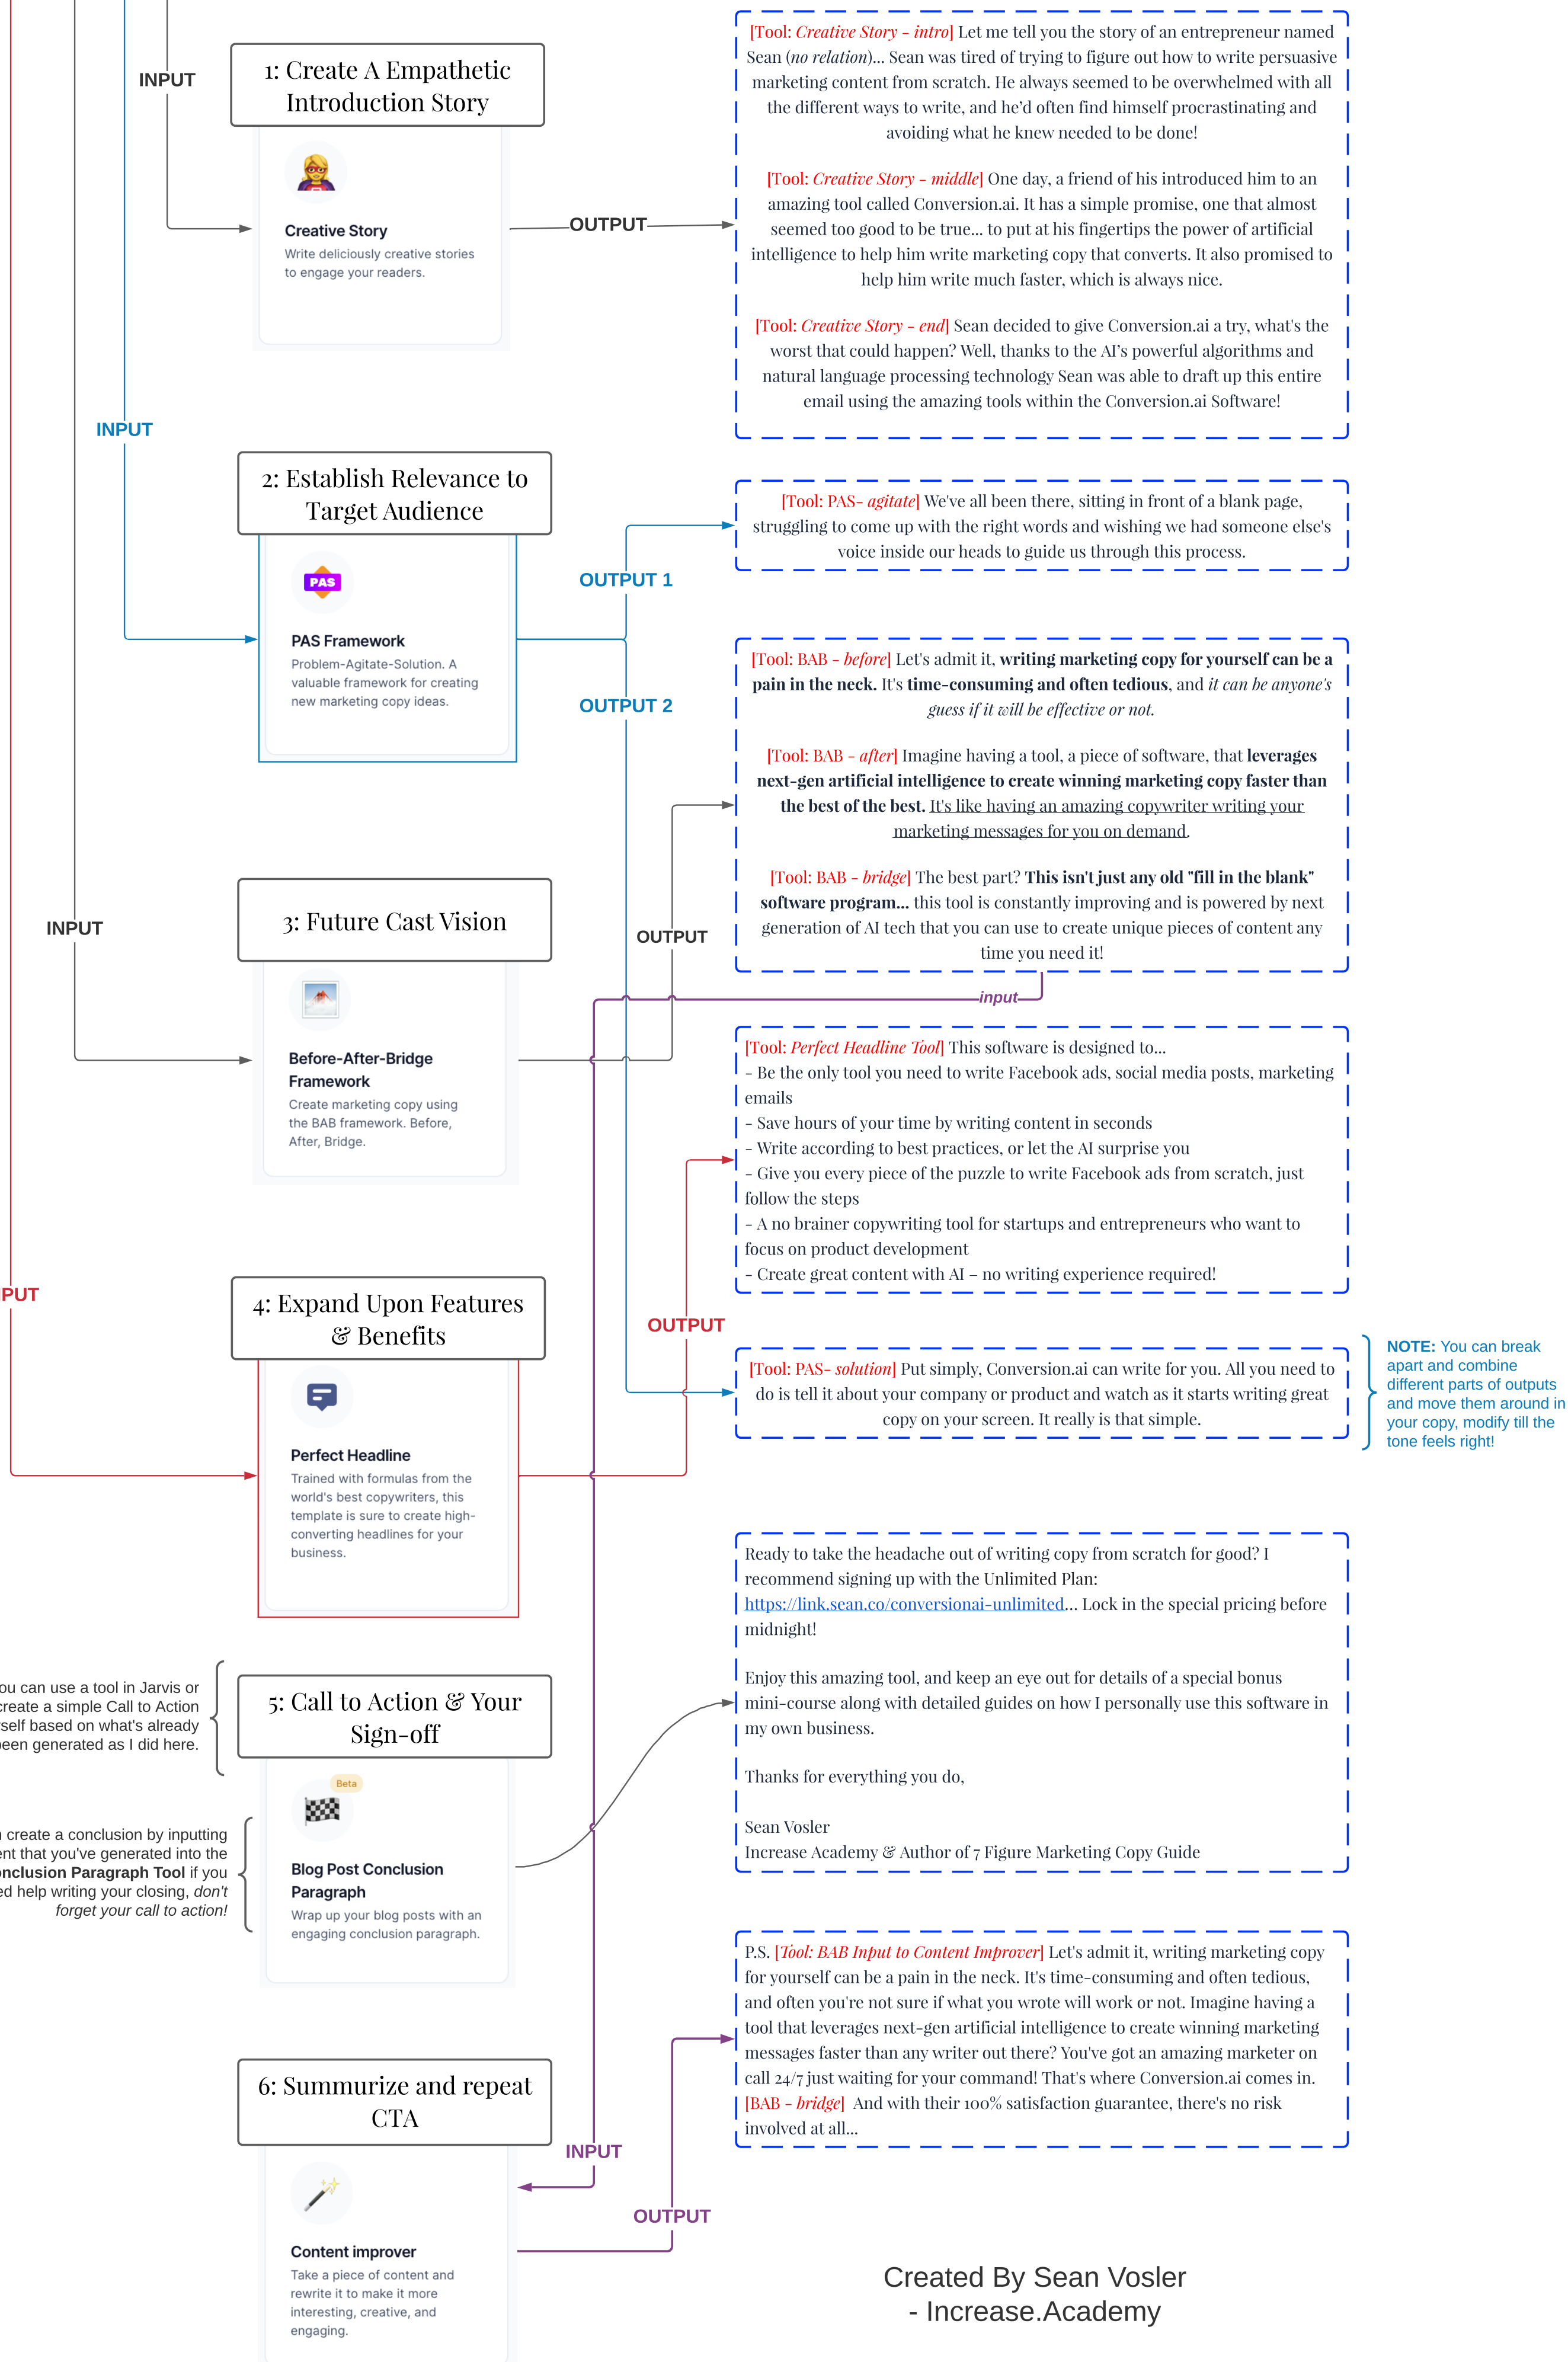 INPUT
1: Create A Empathetic
Introduction Story
Creative Story
Write deliciously creative stories
to engage your readers.
OUTPUT
[Tool: Creative Story - intro] Let me tell you the story of an entrepreneur named
Sean (no relation)... Sean was tired of trying to figure out how to write persuasive
marketing content from scratch. He always seemed to be overwhelmed with all
the different ways to write, and he’d often find himself procrastinating and
avoiding what he knew needed to be done!
[Tool: Creative Story - middle] One day, a friend of his introduced him to an
amazing tool called Conversion.ai. It has a simple promise, one that almost
seemed too good to be true... to put at his fingertips the power of artificial
intelligence to help him write marketing copy that converts. It also promised to
help him write much faster, which is always nice.
[Tool: Creative Story - end] Sean decided to give Conversion.ai a try, what's the
worst that could happen? Well, thanks to the AI’s powerful algorithms and
natural language processing technology Sean was able to draft up this entire
email using the amazing tools within the Conversion.ai Software!
INPUT
2: Establish Relevance to
Target Audience
PAS
PAS Framework
Problem-Agitate-Solution. A
valuable framework for creating
new marketing copy ideas.
OUTPUT 1
OUTPUT 2
[Tool: PAS- agitate] We've all been there, sitting in front of a blank page,
struggling to come up with the right words and wishing we had someone else's
voice inside our heads to guide us through this process.
[Tool: BAB - before] Let's admit it, writing marketing copy for yourself can be a
pain in the neck. It's time-consuming and often tedious, and it can be anyone's
guess if it will be effective or not.
[Tool: BAB - after] Imagine having a tool, a piece of software, that leverages
next-gen artificial intelligence to create winning marketing copy faster than
the best of the best. It's like having an amazing copywriter writing your
marketing messages for you on demand.
[Tool: BAB - bridge] The best part? This isn't just any old "fill in the blank"
software program... this tool is constantly improving and is powered by next
generation of AI tech that you can use to create unique pieces of content any
time you need it!
INPUT
3: Future Cast Vision
Before-After-Bridge
Framework
Create marketing copy using
the BAB framework. Before,
After, Bridge.
OUTPUT
input
[Tool: Perfect Headline Tool] This software is designed to...
- Be the only tool you need to write Facebook ads, social media posts, marketing
emails
- Save hours of your time by writing content in seconds
- Write according to best practices, or let the AI surprise you
- Give you every piece of the puzzle to write Facebook ads from scratch, just
follow the steps
- A no brainer copywriting tool for startups and entrepreneurs who want to
focus on product development
- Create great content with AI – no writing experience required!
PUT
4: Expand Upon Features
& Benefits
Perfect Headline
Trained with formulas from the
world's best copywriters, this
template is sure to create high-
converting headlines for your
business.
OUTPUT
[Tool: PAS- solution] Put simply, Conversion.ai can write for you. All you need to
do is tell it about your company or product and watch as it starts writing great
copy on your screen. It really is that simple.
NOTE: You can break
apart and combine
different parts of outputs
and move them around in
your copy, modify till the
tone feels right!
Ready to take the headache out of writing copy from scratch for good? I
recommend signing up with the Unlimited Plan:
https://link.sean.co/conversionai-unlimited... Lock in the special pricing before
midnight!
Enjoy this amazing tool, and keep an eye out for details of a special bonus
mini-course along with detailed guides on how I personally use this software in
my own business.
Thanks for everything you do,
Sean Vosler
Increase Academy & Author of 7 Figure Marketing Copy Guide
ou can use a tool in Jarvis or
create a simple Call to Action
rself based on what's already
been generated as I did here.
5: Call to Action & Your
Sign-off
Beta
Blog Post Conclusion
Paragraph
Wrap up your blog posts with an
engaging conclusion paragraph.
n create a conclusion by inputting
ent that you've generated into the
onclusion Paragraph Tool if you
ed help writing your closing, don't
forget your call to action!
P.S. [Tool: BAB Input to Content Improver] Let's admit it, writing marketing copy
for yourself can be a pain in the neck. It's time-consuming and often tedious,
and often you're not sure if what you wrote will work or not. Imagine having a
tool that leverages next-gen artificial intelligence to create winning marketing
messages faster than any writer out there? You've got an amazing marketer on
call 24/7 just waiting for your command! That's where Conversion.ai comes in.
[BAB - bridge] And with their 100% satisfaction guarantee, there's no risk
involved at all...
6: Summurize and repeat
CTA
INPUT
OUTPUT
Content improver
Take a piece of content and
rewrite it to make it more
interesting, creative, and
engaging.
Created By Sean Vosler
- Increase.Academy